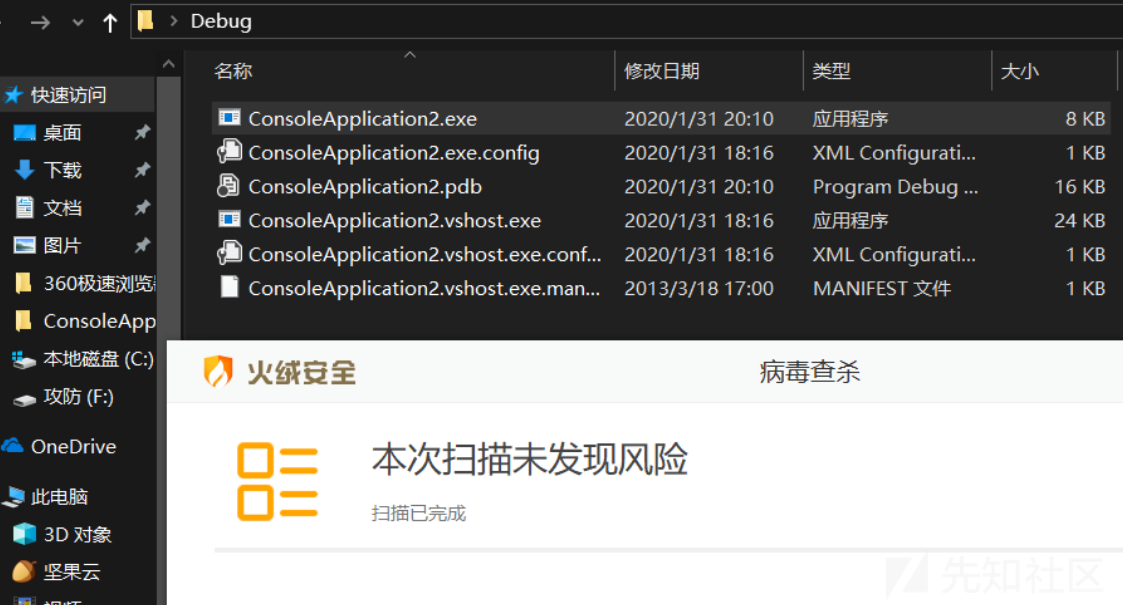 Debug
名称 修改日期 类型 大小
快速访问
ConsoleApplication2.exe 2020/1/31 20:10 应用程序 8 KB
桌面
ConsoleApplication2.exe.config 2020/1/31 18:16 XML Configurati... 1 KB
下载
ConsoleApplication2.pdb 2020/1/31 20:10 Program Debug ... 16 KB
文档
ConsoleApplication2.vshost.exe 2020/1/31 18:16 应用程序 24 KB
图片
ConsoleApplication2.vshost.exe.conf... 2020/1/31 18:16 XML Configurati... 1 KB
360极速浏览
ConsoleApplication2.vshost.exe.man... 2013/3/18 17:00 MANIFEST 文件 1 KB
ConsoleApp
本地磁盘 (C:)
攻防 (F:)
OneDrive
此电脑
3D 对象
坚果云
视频
火绒安全
病毒查杀
本次扫描未发现风险
扫描已完成
先知社区